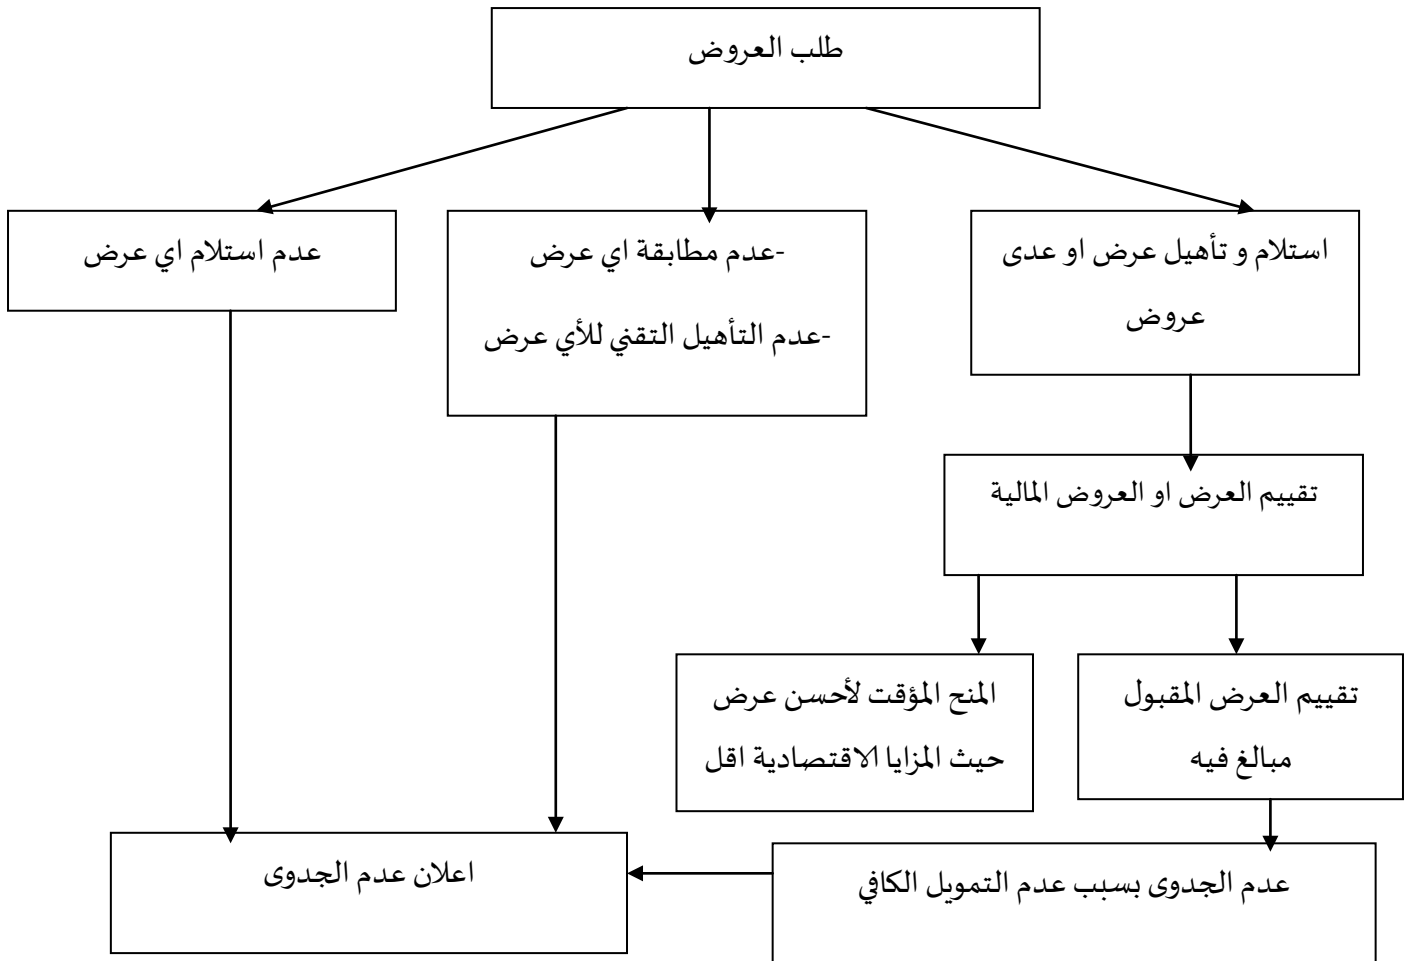 طلب العروض
استلام و تأهيل عرض او عدى
عروض
-عدم مطابقة اي عرض
-عدم التأهيل التقني للأي عرض
عدم استلام اي عرض
تقييم العرض او العروض المالية
تقييم العرض المقبول
مبالغ فيه
المنح المؤقت لأحسن عرض
حيث المزايا الاقتصادية اقل
عدم الجدوى بسبب عدم التمويل الكافي
اعلان عدم الجدوى